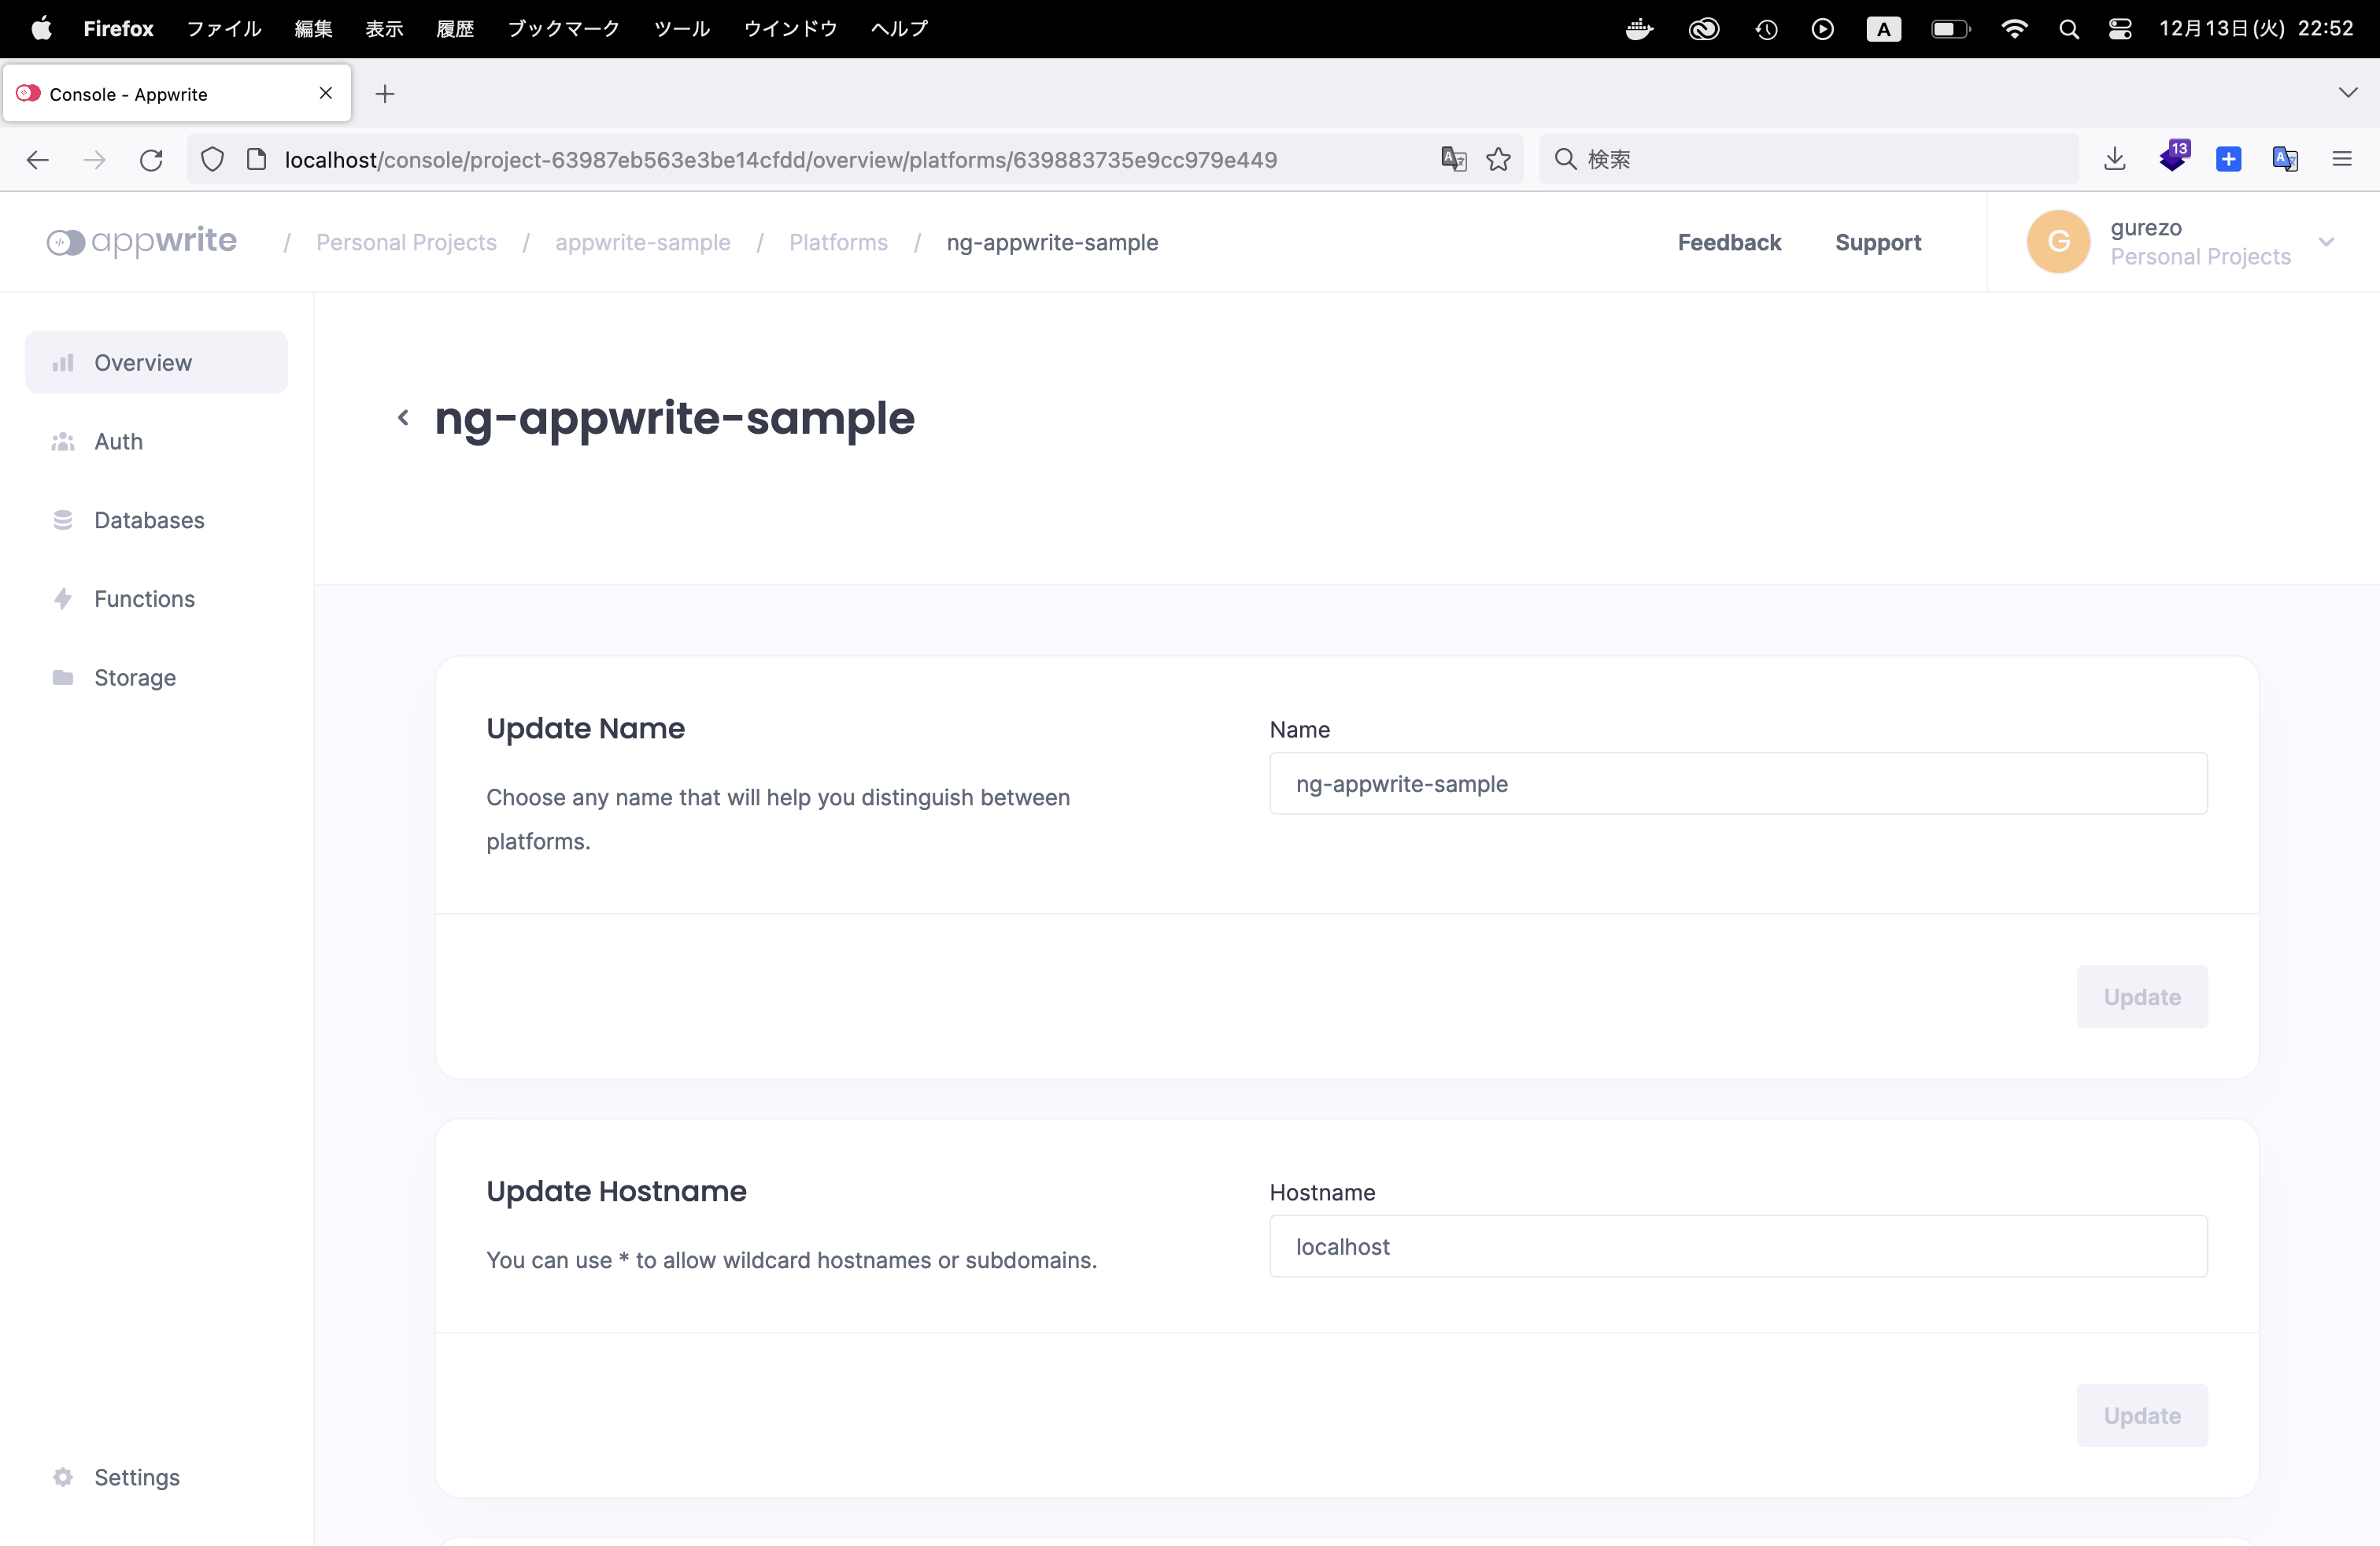 Firefox ファイル 編集 表示 履歴 ブックマーク ツール ウインドウ ヘルプ A 12月13日(火) 22:52
Console - Appwrite
localhost/console/project-63987eb563e3be14cfdd/overview/platforms/639883735e9cc979e449 検索 13
appwrite / Personal Projects / appwrite-sample / Platforms / ng-appwrite-sample Feedback Support G gurezo
Personal Projects
Overview
Auth
Databases
Functions
Storage
Settings
ng-appwrite-sample
Update Name
Choose any name that will help you distinguish between
platforms.
Name
ng-appwrite-sample
Update
Update Hostname
You can use * to allow wildcard hostnames or subdomains.
Hostname
localhost
Update